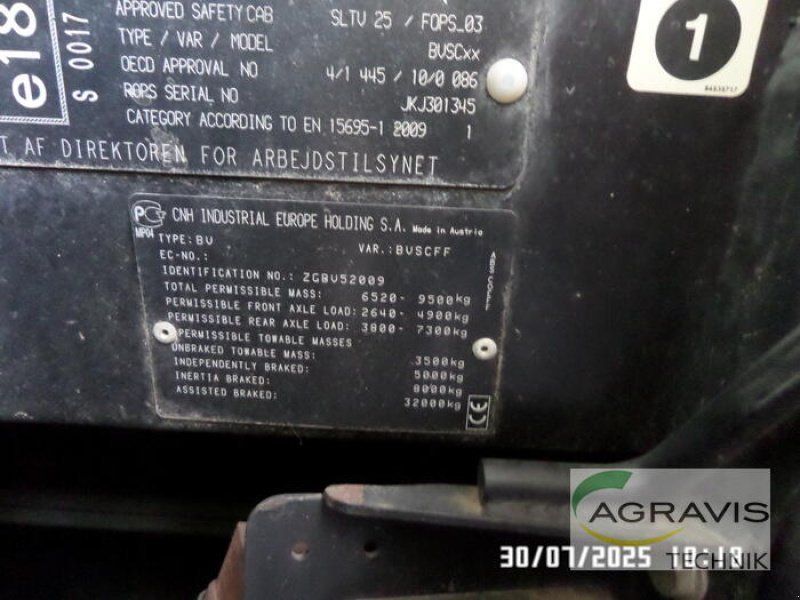 e18
S 0017
APPROVED SAFETY CAB SLTV 25 / FOPS_03
TYPE / VAR / MODEL BVSCxx
OECD APPROVAL NO 4/1 445 / 10/0 086
ROPS SERIAL NO JKJ301345
CATEGORY ACCORDING TO EN 15695-1 2009 1
T AF DIREKTOREN FOR ARBEJDSTILSYNET
1
CNH INDUSTRIAL EUROPE HOLDING S.A. Made in Austria
MP04
TYPE: BV VAR.: BVSCFF
EC-NO.:
IDENTIFICATION NO.: ZGBV52009
TOTAL PERMISSIBLE MASS: 6520- 9500kg
PERMISSIBLE FRONT AXLE LOAD: 2640- 4900kg
PERMISSIBLE REAR AXLE LOAD: 3800- 7300kg
PERMISSIBLE TOWABLE MASSES
UNBRAKED TOWABLE MASS: 3500kg
INDEPENDENTLY BRAKED: 5000kg
INERTIA BRAKED: 8000kg
ASSISTED BRAKED: 32000kg
CE
AGRAVIS
TECHNIK
30/07/2025